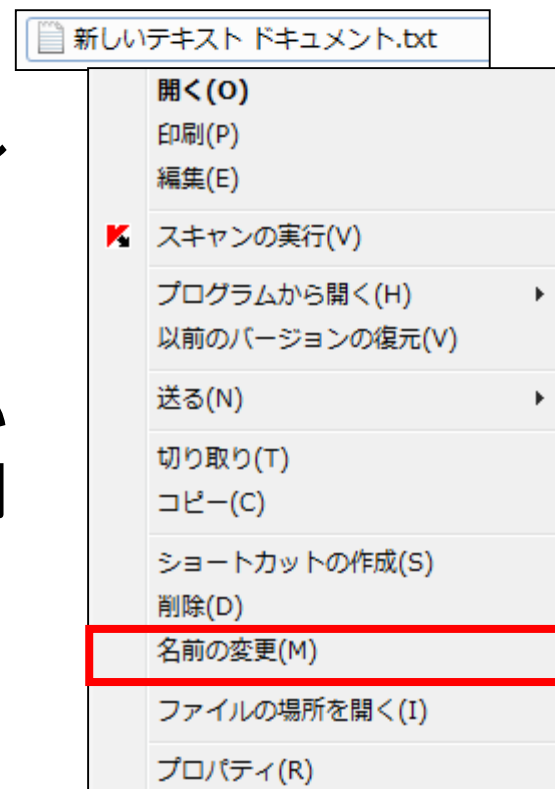 新しいテキスト ドキュメント.txt
開く(O)
印刷(P)
編集(E)
スキャンの実行(V)
プログラムから開く(H)
以前のバージョンの復元(V)
送る(N)
切り取り(T)
コピー(C)
ショートカットの作成(S)
削除(D)
名前の変更(M)
ファイルの場所を開く(I)
プロパティ(R)